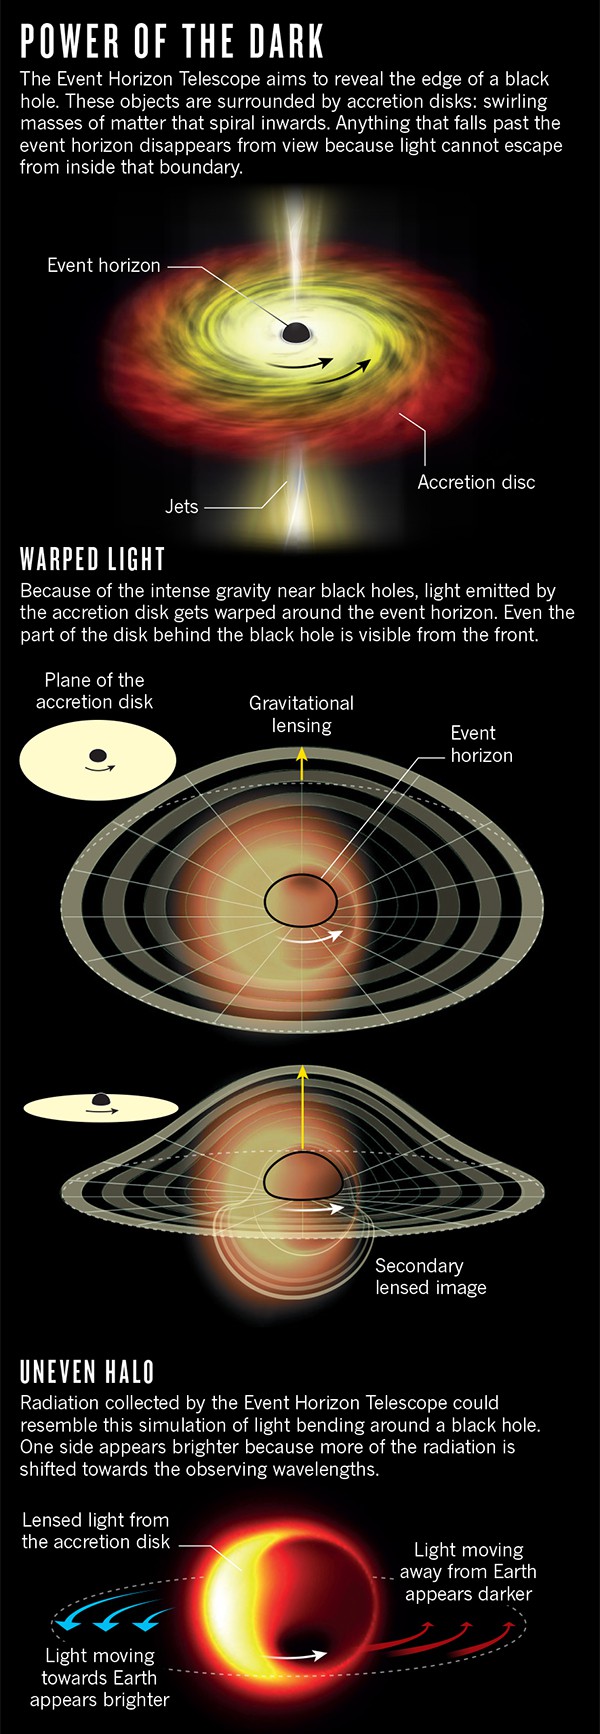 POWER OF THE DARK
The Event Horizon Telescope aims to reveal the edge of a black
hole. These objects are surrounded by accretion disks: swirling
masses of matter that spiral inwards. Anything that falls past the
event horizon disappears from view because light cannot escape
from inside that boundary.
Event horizon
Accretion disc
Jets
WARPED LIGHT
Because of the intense gravity near black holes, light emitted by
the accretion disk gets warped around the event horizon. Even the
part of the disk behind the black hole is visible from the front.
Plane of the
accretion disk
Gravitational
lensing
Event
horizon
Secondary
lensed image
UNEVEN HALO
Radiation collected by the Event Horizon Telescope could
resemble this simulation of light bending around a black hole.
One side appears brighter because more of the radiation is
shifted towards the observing wavelengths.
Lensed light from
the accretion disk
Light moving
away from Earth
appears darker
Light moving
towards Earth
appears brighter